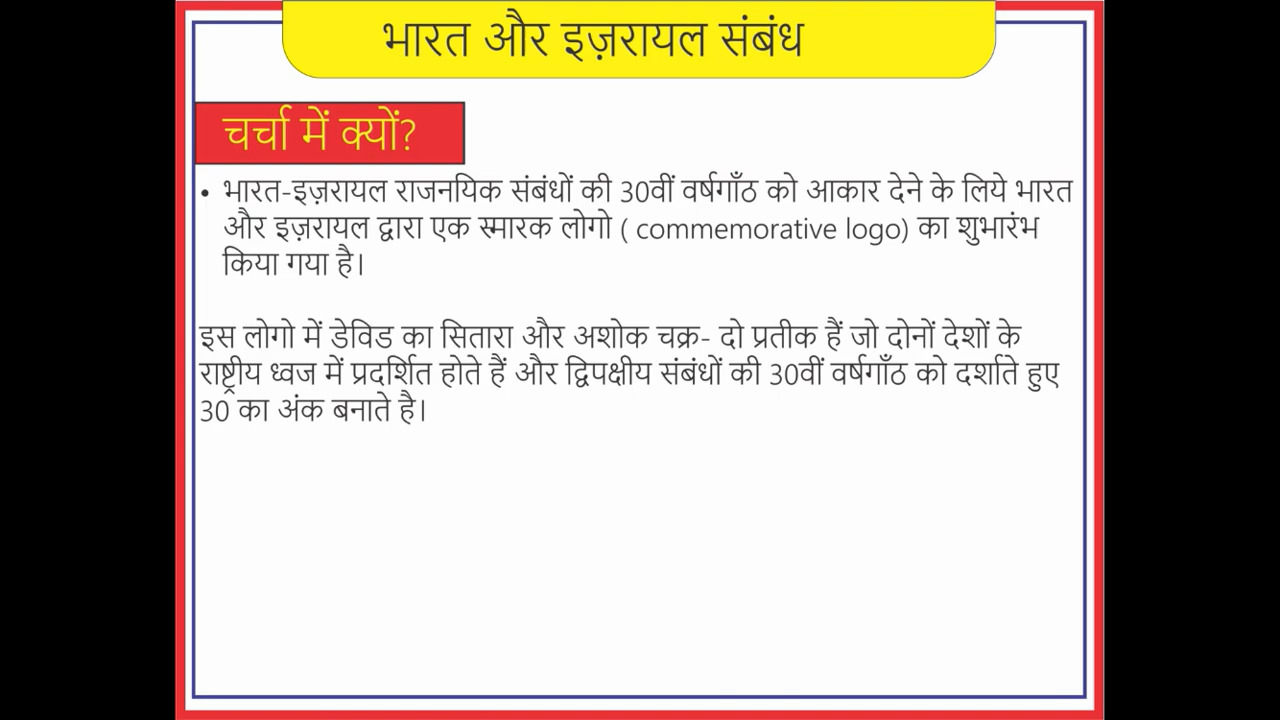 भारत और इज़रायल संबंध
चर्चा में क्यों?
• भारत-इज़रायल राजनयिक संबंधों की 30वीं वर्षगाँठ को आकार देने के लिये भारत
और इज़रायल द्वारा एक स्मारक लोगो ( commemorative logo) का शुभारंभ
किया गया है।
इस लोगो में डेविड का सितारा और अशोक चक्र- दो प्रतीक हैं जो दोनों देशों के
राष्ट्रीय ध्वज में प्रदर्शित होते हैं और द्विपक्षीय संबंधों की 30वीं वर्षगाँठ को दर्शाते हुए
30 का अंक बनाते है।